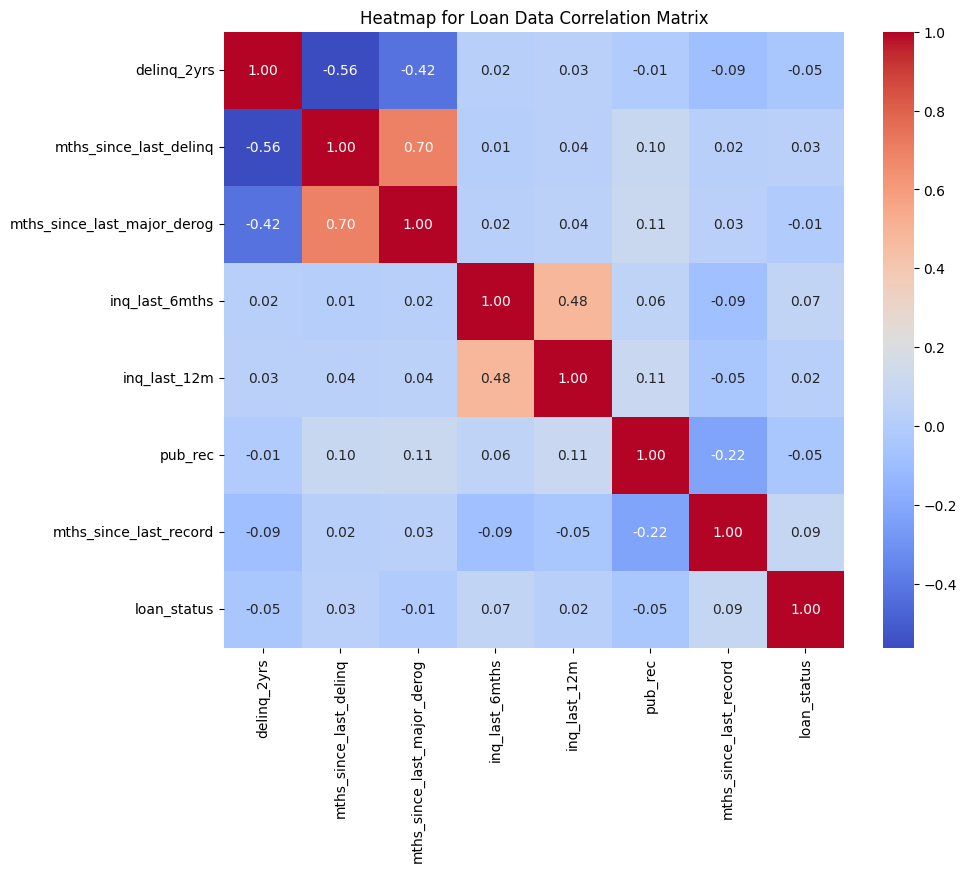 Heatmap for Loan Data Correlation Matrix
delinq_2yrs 1.00 -0.56 -0.42 0.02 0.03 -0.01 -0.09 -0.05
mths_since_last_delinq -0.56 1.00 0.70 0.01 0.04 0.10 0.02 0.03
mths_since_last_major_derog -0.42 0.70 1.00 0.02 0.04 0.11 0.03 -0.01
inq_last_6mths 0.02 0.01 0.02 1.00 0.48 0.06 -0.09 0.07
inq_last_12m 0.03 0.04 0.04 0.48 1.00 0.11 -0.05 0.02
pub_rec -0.01 0.10 0.11 0.06 0.11 1.00 -0.22 -0.05
mths_since_last_record -0.09 0.02 0.03 -0.09 -0.05 -0.22 1.00 0.09
loan_status -0.05 0.03 -0.01 0.07 0.02 -0.05 0.09 1.00
delinq_2yrs
mths_since_last_delinq
mths_since_last_major_derog
inq_last_6mths
inq_last_12m
pub_rec
mths_since_last_record
loan_status
1.0
0.8
0.6
0.4
0.2
0.0
−0.2
−0.4